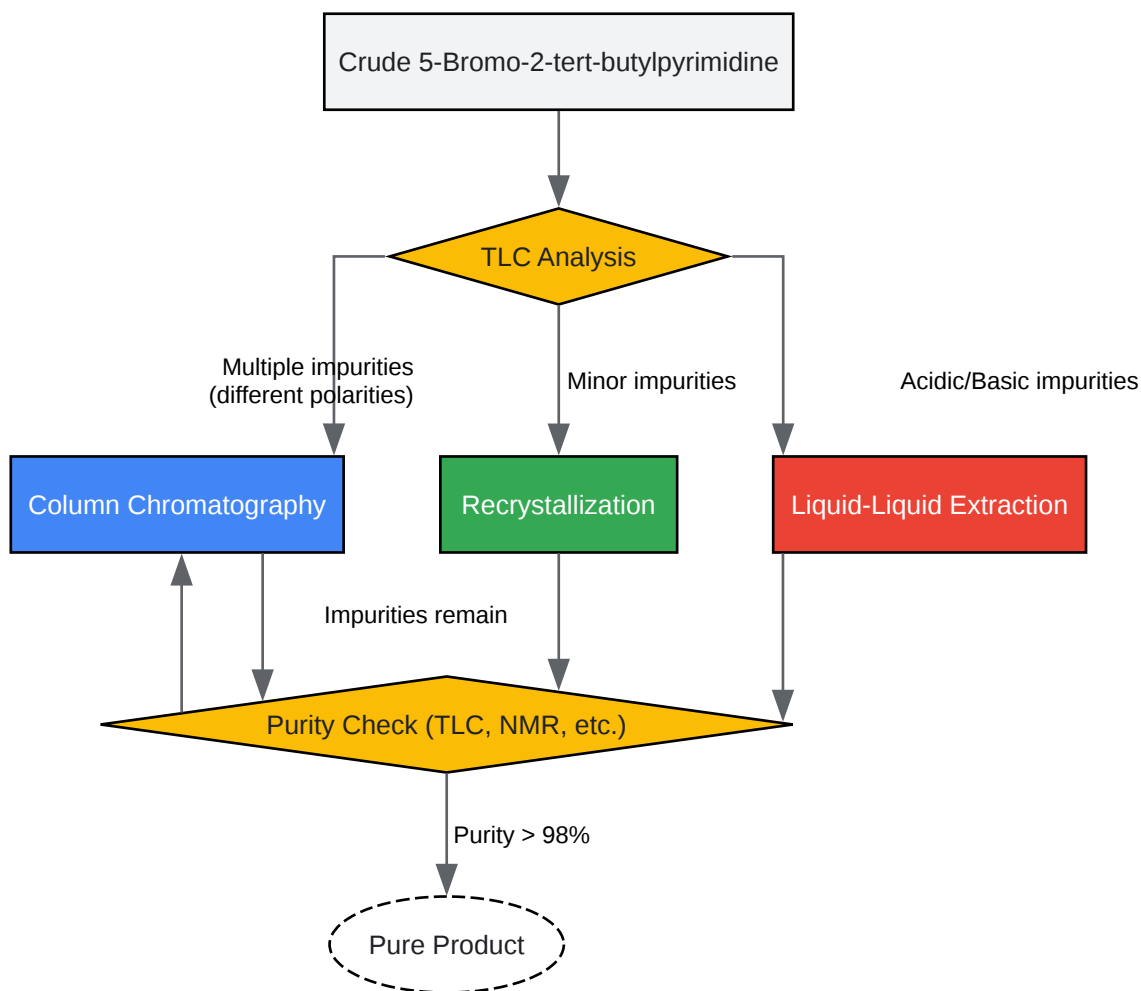 Crude 5-Bromo-2-tert-butylpyrimidine
TLC Analysis
Multiple impurities
(different polarities)
Minor impurities
Acidic/Basic impurities
Column Chromatography
Recrystallization
Liquid-Liquid Extraction
Impurities remain
Purity Check (TLC, NMR, etc.)
Purity > 98%
Pure Product